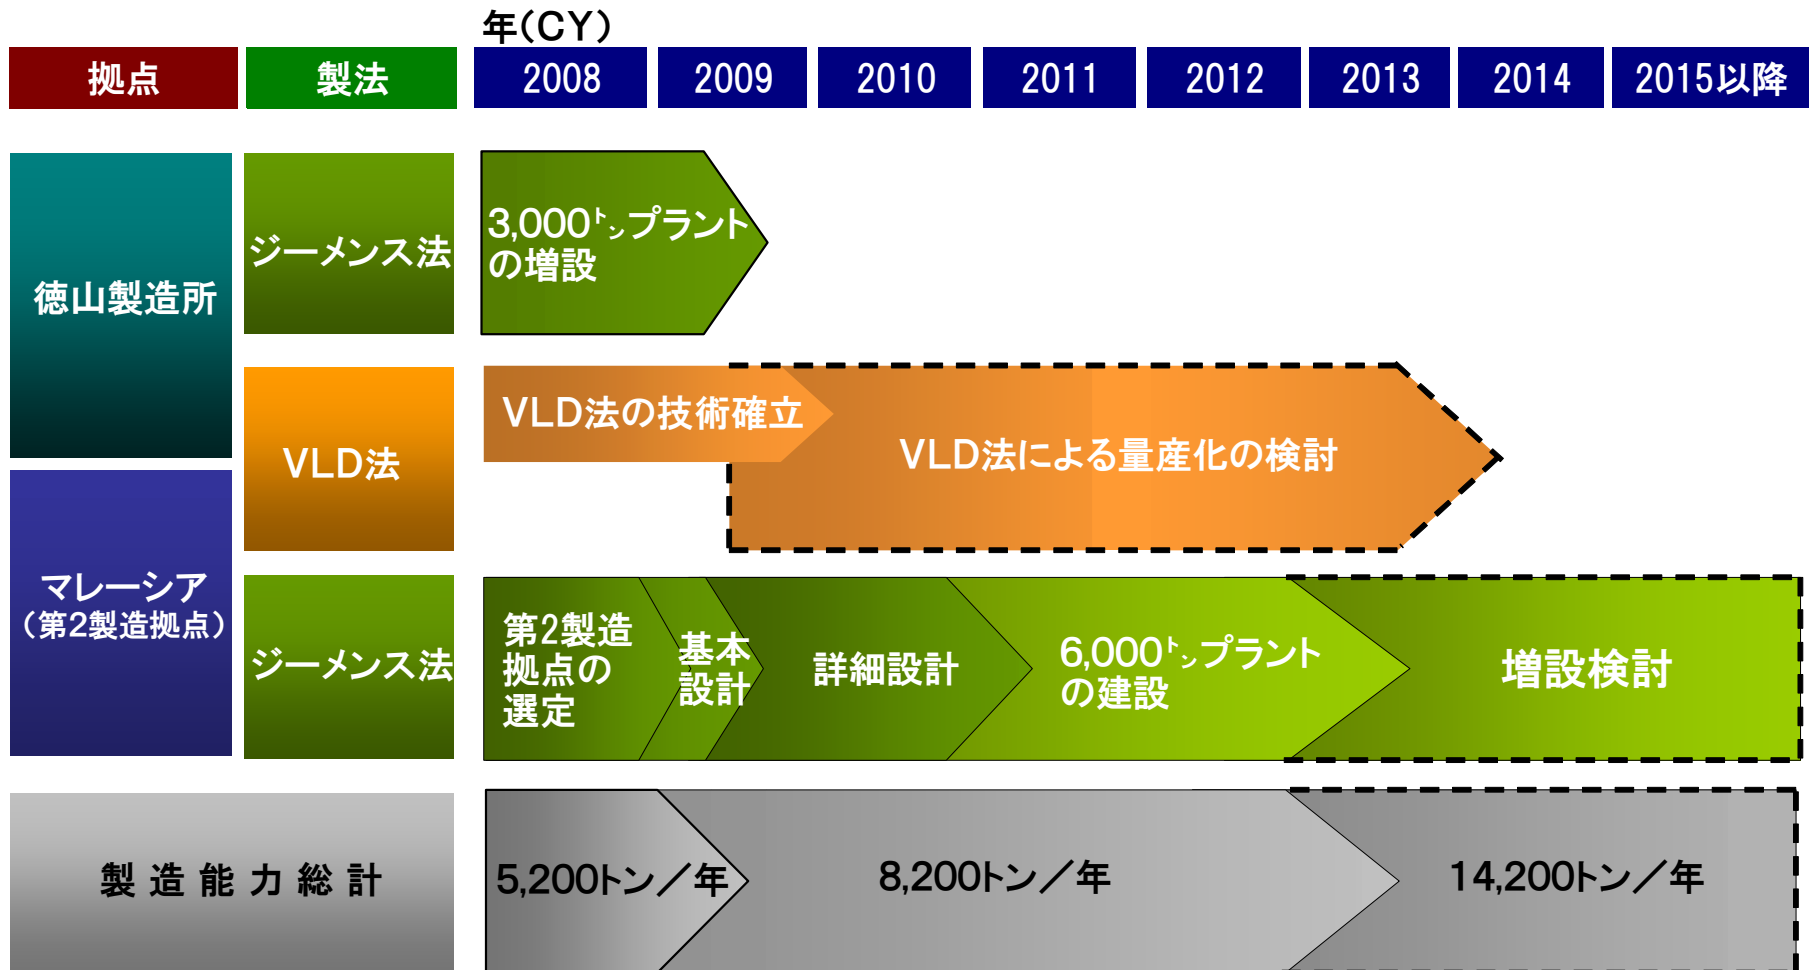 年(CY)
拠点
製法
2008
2009
2010
2011
2012
2013
2014
2015以降
徳山製造所
ジーメンス法
3,000トンプラント
の増設
VLD法
VLD法の技術確立
VLD法による量産化の検討
マレーシア
(第2製造拠点)
ジーメンス法
第2製造
拠点の
選定
基本
設計
詳細設計
6,000トンプラント
の建設
増設検討
製造能力総計
5,200トン/年
8,200トン/年
14,200トン/年